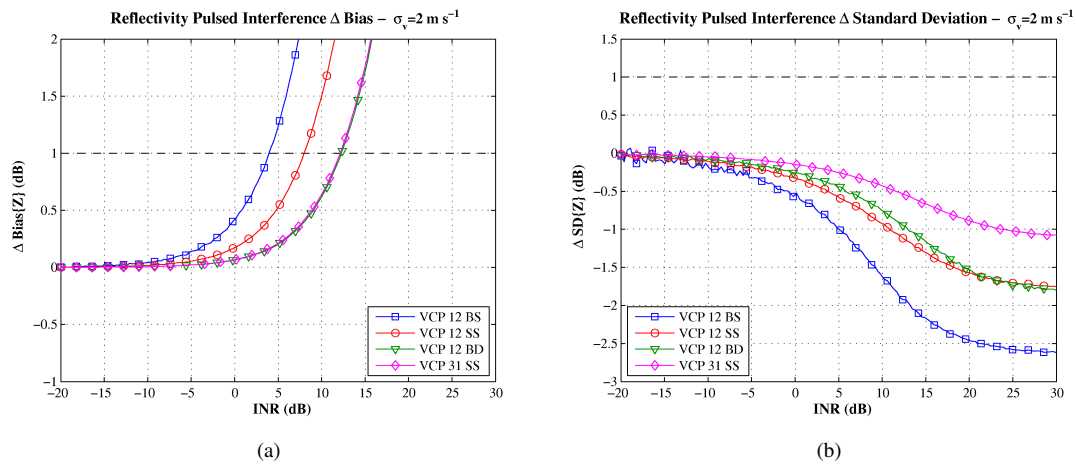 Reflectivity Pulsed Interference Δ Bias – σv=2 m s−1
Δ Bias{Z} (dB)
2
1.5
1
0.5
0
−0.5
−1
−20 −15 −10 −5 0 5 10 15 20 25 30
INR (dB)
VCP 12 BS
VCP 12 SS
VCP 12 BD
VCP 31 SS
(a)
Reflectivity Pulsed Interference Δ Standard Deviation – σv=2 m s−1
Δ SD{Z} (dB)
1.5
1
0.5
0
−0.5
−1
−1.5
−2
−2.5
−3
−20 −15 −10 −5 0 5 10 15 20 25 30
INR (dB)
VCP 12 BS
VCP 12 SS
VCP 12 BD
VCP 31 SS
(b)